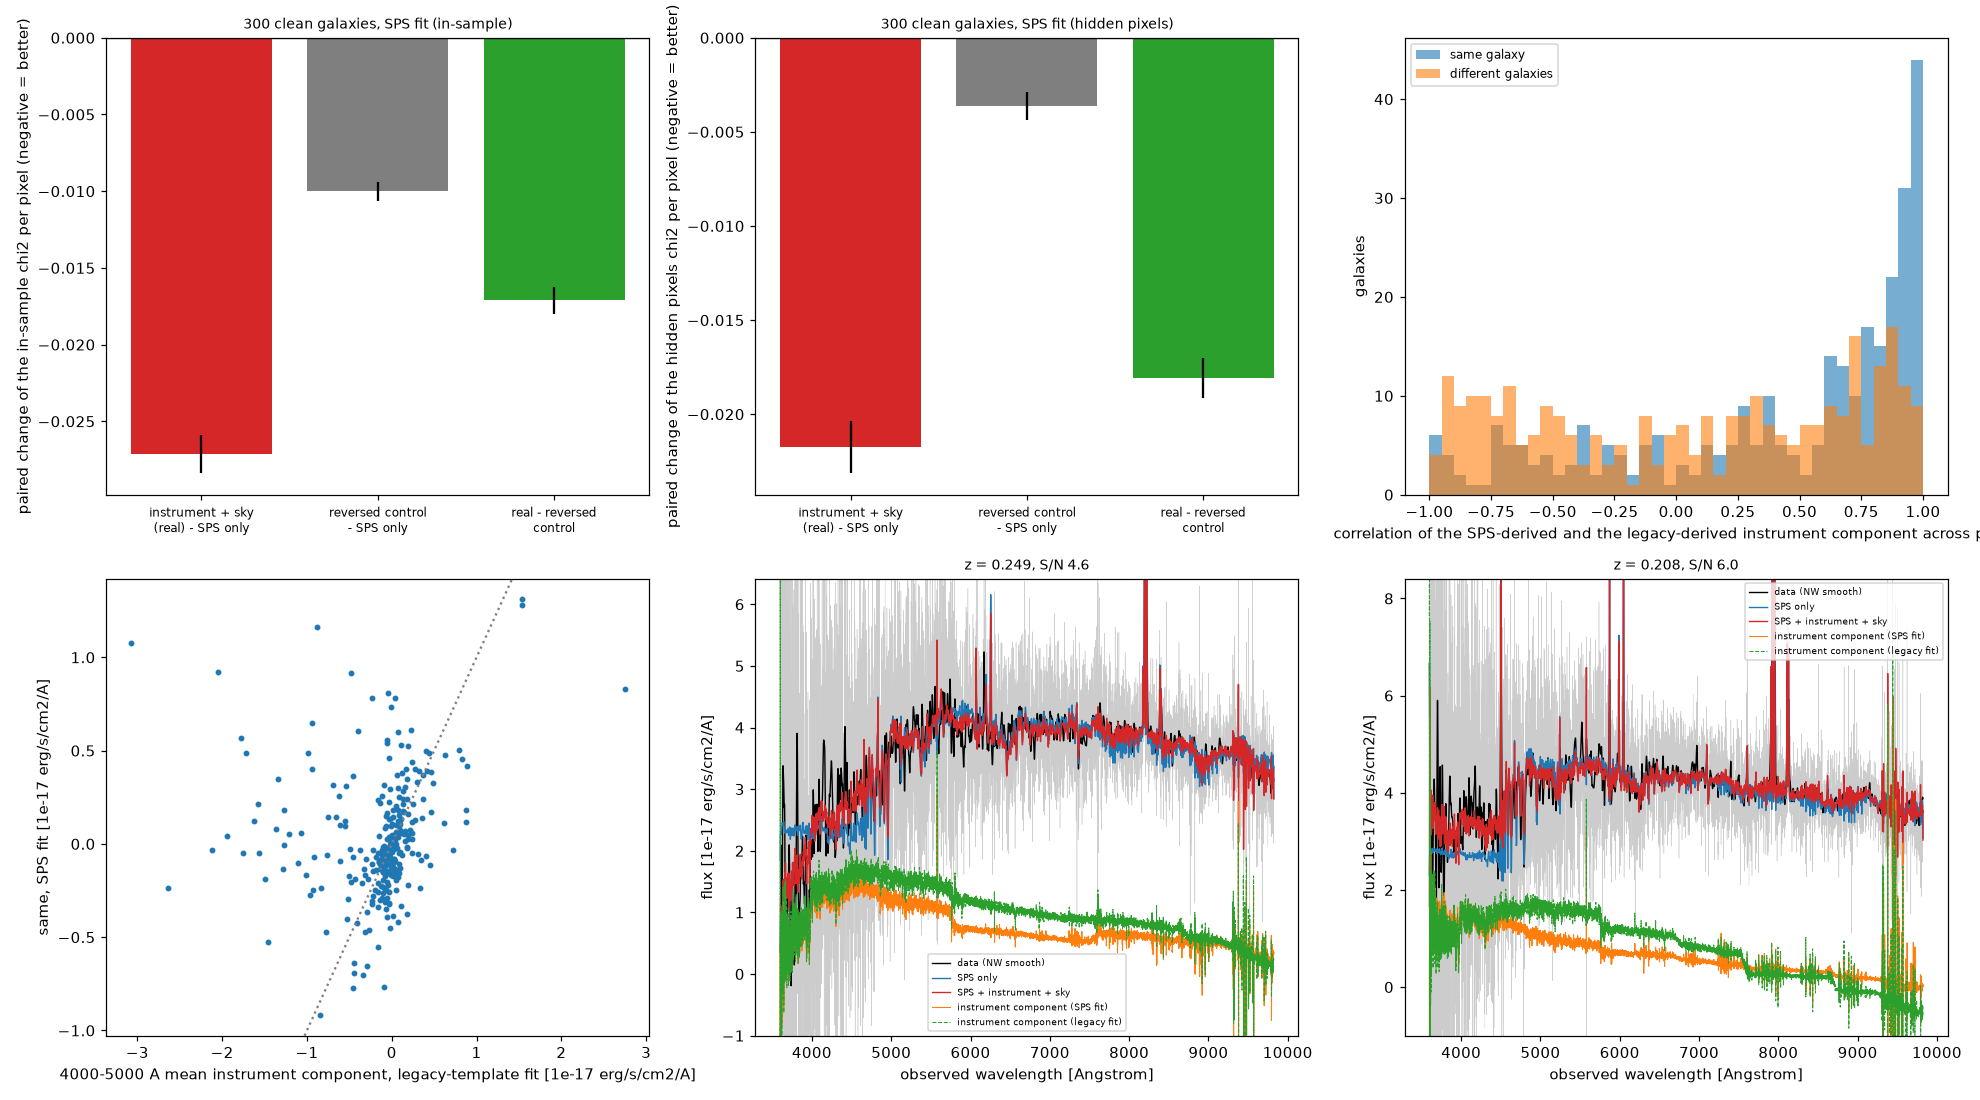 300 clean galaxies, SPS fit (in-sample)
paired change of the in-sample chi2 per pixel (negative = better)
0.000
−0.005
−0.010
−0.015
−0.020
−0.025
instrument + sky
(real) - SPS only
reversed control
- SPS only
real - reversed
control
300 clean galaxies, SPS fit (hidden pixels)
paired change of the hidden pixels chi2 per pixel (negative = better)
0.000
−0.005
−0.010
−0.015
−0.020
instrument + sky
(real) - SPS only
reversed control
- SPS only
real - reversed
control
same galaxy
different galaxies
galaxies
40
30
20
10
0
−1.00 −0.75 −0.50 −0.25 0.00 0.25 0.50 0.75 1.00
correlation of the SPS-derived and the legacy-derived instrument component across p
same, SPS fit [1e-17 erg/s/cm2/A]
1.0
0.5
0.0
−0.5
−1.0
−3 −2 −1 0 1 2 3
4000-5000 A mean instrument component, legacy-template fit [1e-17 erg/s/cm2/A]
z = 0.249, S/N 4.6
flux [1e-17 erg/s/cm2/A]
6
5
4
3
2
1
0
−1
data (NW smooth)
SPS only
SPS + instrument + sky
instrument component (SPS fit)
instrument component (legacy fit)
4000 5000 6000 7000 8000 9000 10000
observed wavelength [Angstrom]
z = 0.208, S/N 6.0
flux [1e-17 erg/s/cm2/A]
8
6
4
2
0
data (NW smooth)
SPS only
SPS + instrument + sky
instrument component (SPS fit)
instrument component (legacy fit)
4000 5000 6000 7000 8000 9000 10000
observed wavelength [Angstrom]